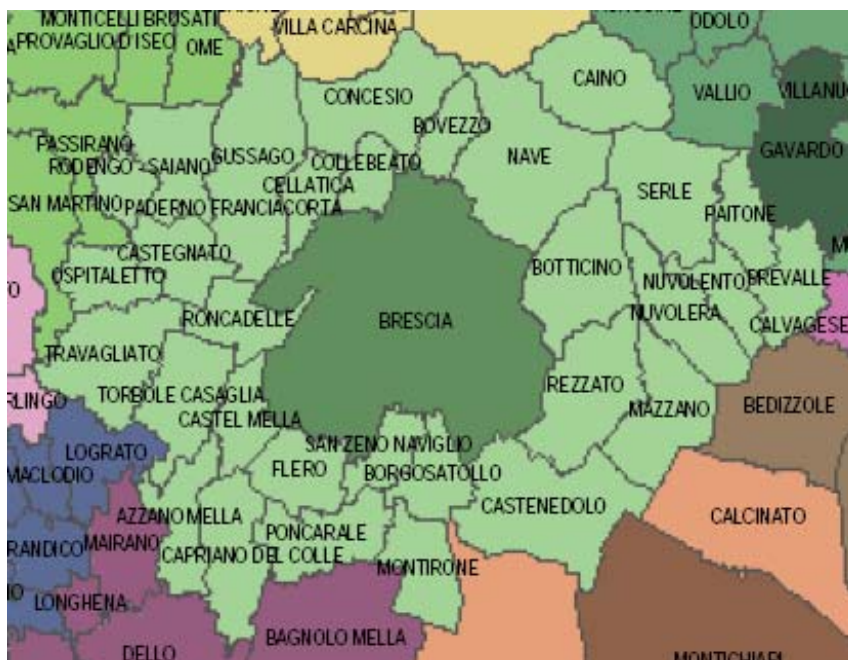 MONTICELLI BRUSATI
VILLA CARCINA
ODOLO
PROVAGLIO D'ISEO
OME
CAINO
VALLIO
CONCESIO
BOVEZZO
PASSIRANO
GUSSAGO
COLLEBEATO
NAVE
GAVARDO
RODENGO - SAIANO
CELLATICA
SERLE
SAN MARTINO
PADERNO FRANCIACORTA
PAITONE
CASTEGNATO
OSPITALETTO
BOTTICINO
NUVOLENTO
PREVALLE
RONCADELLE
BRESCIA
NUVOLERA
CALVAGESE
TRAVAGLIATO
REZZATO
TORBOLE CASAGLIA
BEDIZZOLE
CASTEL MELLA
MAZZANO
LOGRATO
SAN ZENO NAVIGLIO
MACLODIO
FLERO
BORGOSATOLLO
CASTENEDOLO
AZZANO MELLA
CALCINATO
PONCARALE
MAIRANO
CAPRIANO DEL COLLE
MONTIRONE
LONGHENA
BAGNOLO MELLA
DELLO
MONTICHIARI